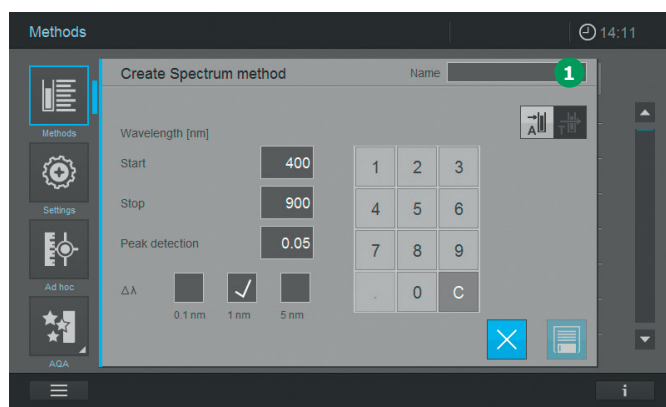 Methods
14:11
Create Spectrum method
Name
1
A
T
Methods
Wavelength [nm]
Start
400
1
2
3
Settings
Stop
900
4
5
6
Peak detection
0.05
7
8
9
Ad hoc
Δλ
.
0
C
0.1 nm
1 nm
5 nm
AQA
i